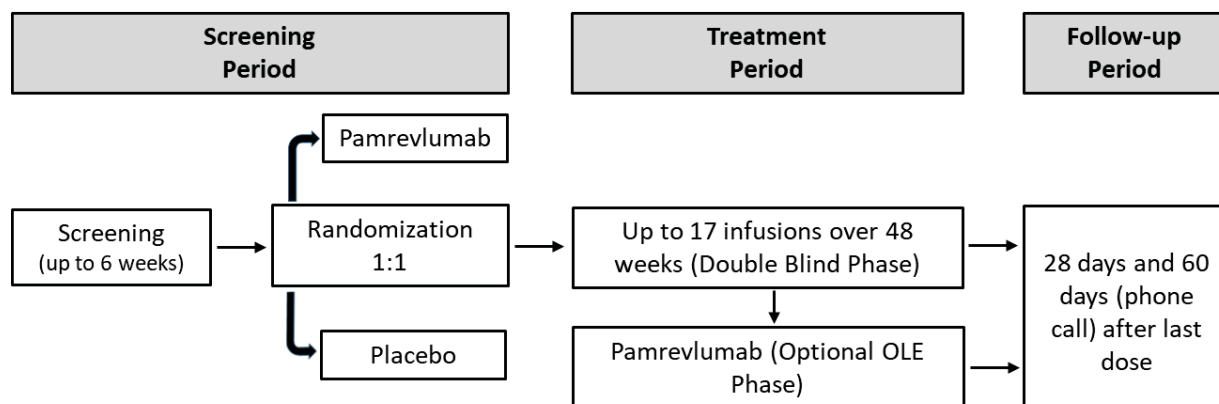 Screening
Period
Treatment
Period
Follow-up
Period
Pamrevlumab
Screening
(up to 6 weeks)
Randomization
1:1
Placebo
Up to 17 infusions over 48
weeks (Double Blind Phase)
Pamrevlumab (Optional OLE
Phase)
28 days and 60
days (phone
call) after last
dose